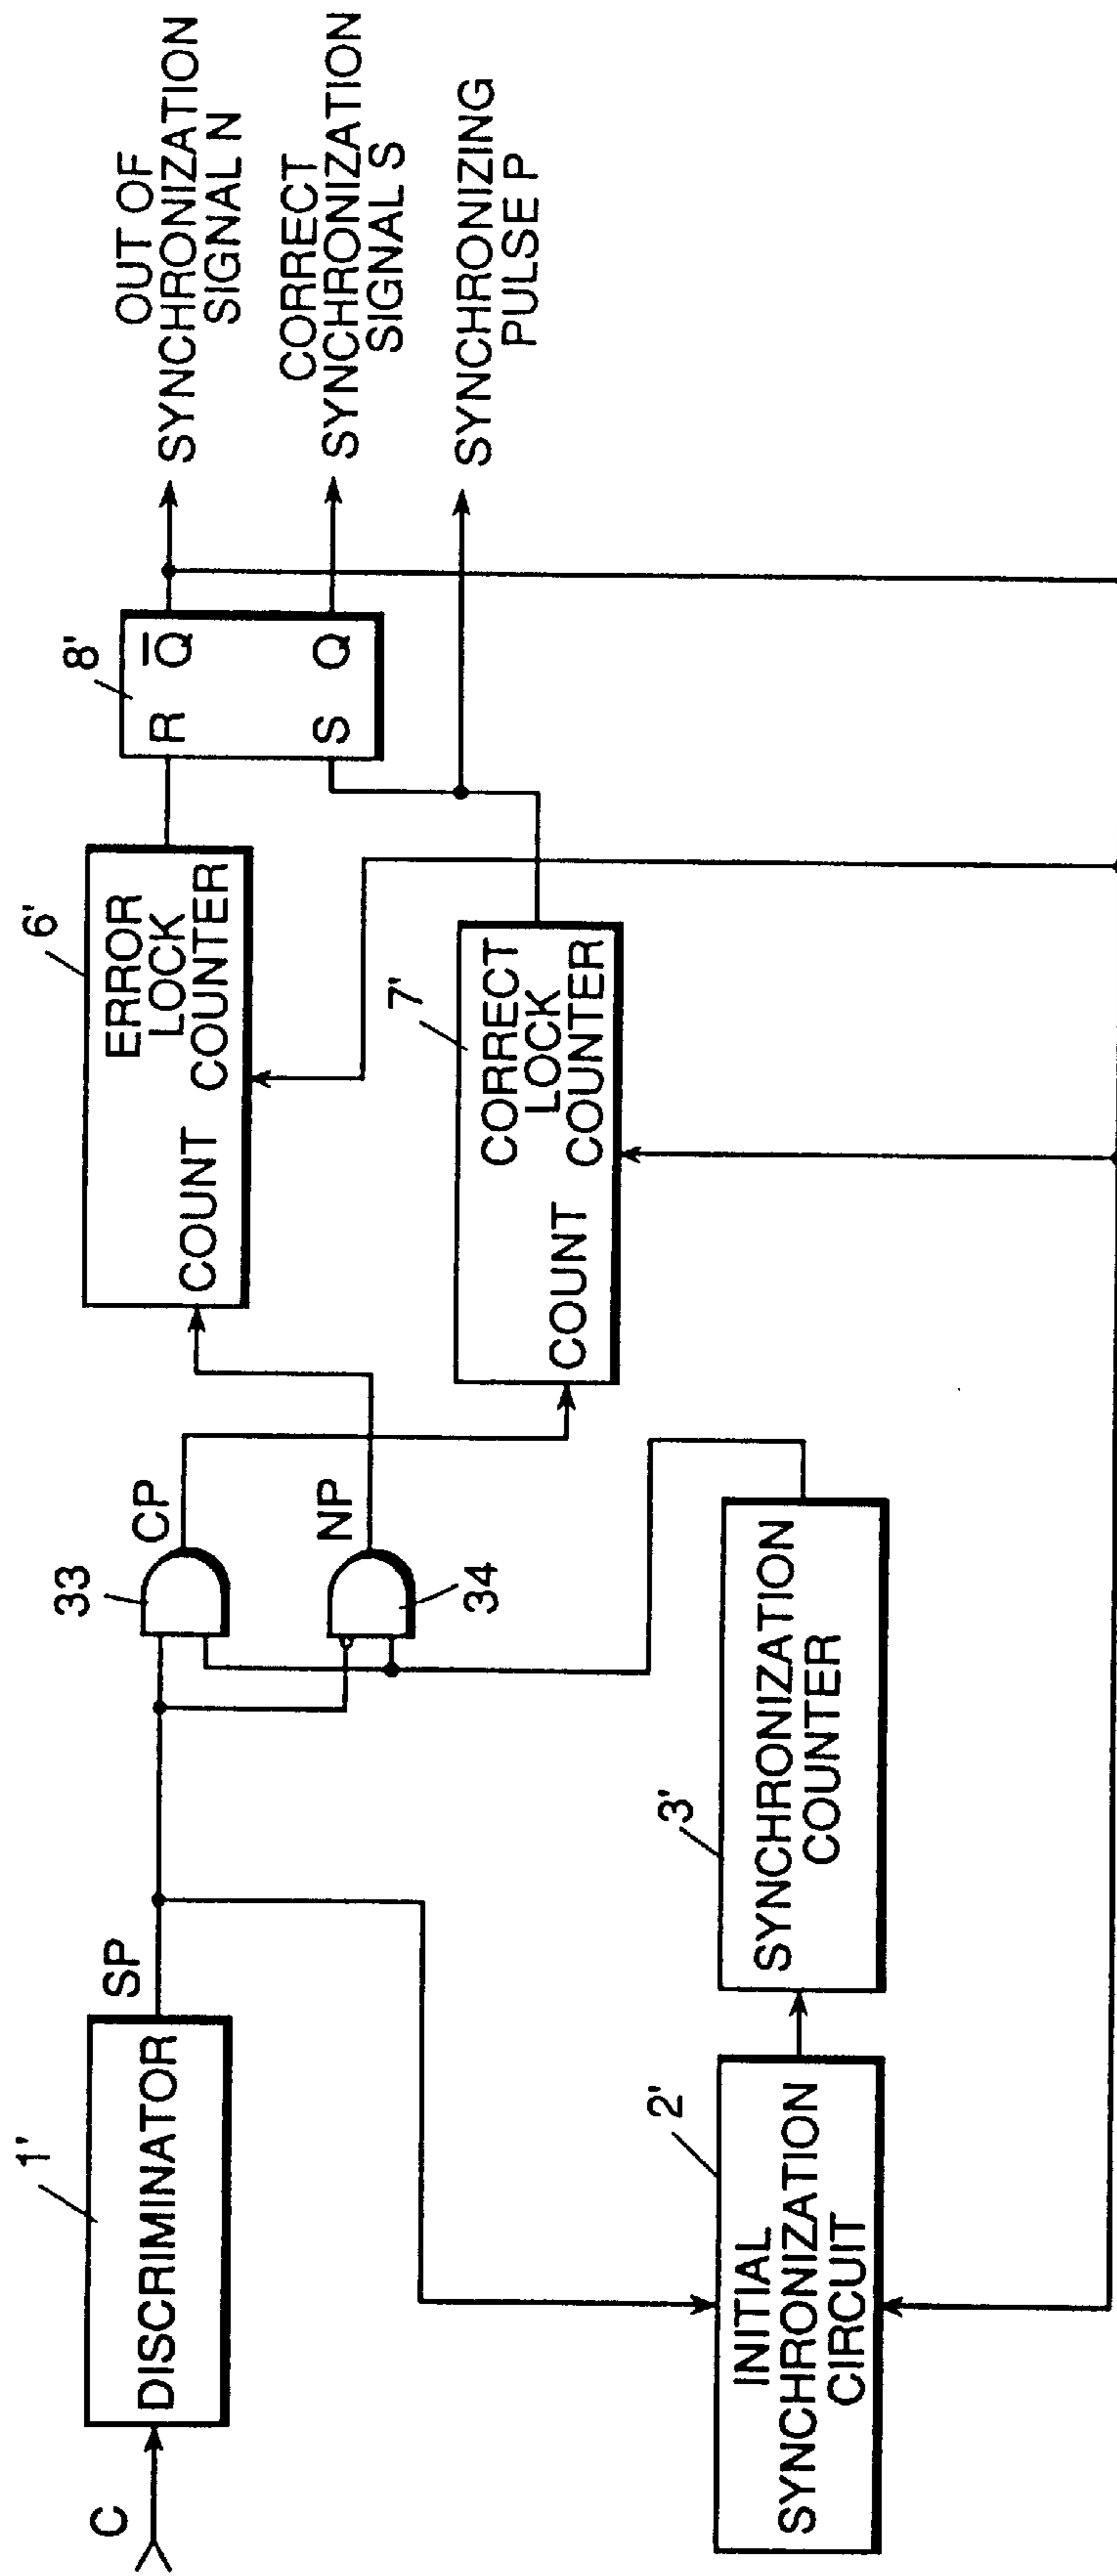 C
1'
DISCRIMINATOR
SP
33
CP
NP
34
6'
ERROR
LOCK
COUNT COUNTER
7'
CORRECT
LOCK
COUNT COUNTER
8'
R
Q
S
Q
OUT OF
SYNCHRONIZATION
SIGNAL N
CORRECT
SYNCHRONIZATION
SIGNAL S
SYNCHRONIZING
PULSE P
2'
INITIAL
SYNCHRONIZATION
CIRCUIT
3'
SYNCHRONIZATION
COUNTER